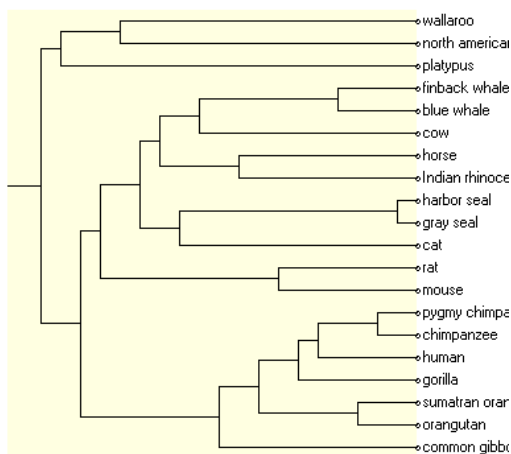 wallaroo
north american
platypus
finback whale
blue whale
cow
horse
Indian rhinoce
harbor seal
gray seal
cat
rat
mouse
pygmy chimpa
chimpanzee
human
gorilla
sumatran oran
orangutan
common gibbo